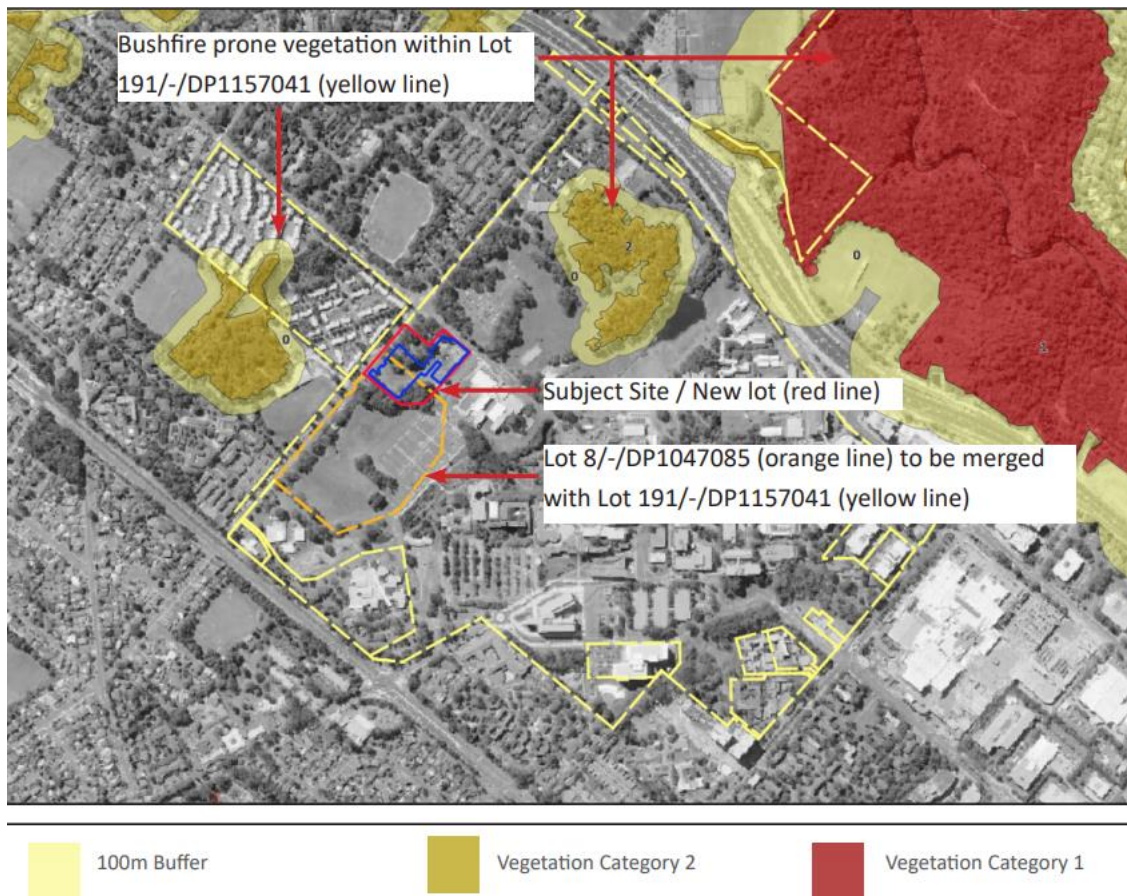 Bushfire prone vegetation within Lot
191/-/DP1157041 (yellow line)
0
2
0
0
1
Subject Site / New lot (red line)
Lot 8/-/DP1047085 (orange line) to be merged
with Lot 191/-/DP1157041 (yellow line)
100m Buffer
Vegetation Category 2
Vegetation Category 1